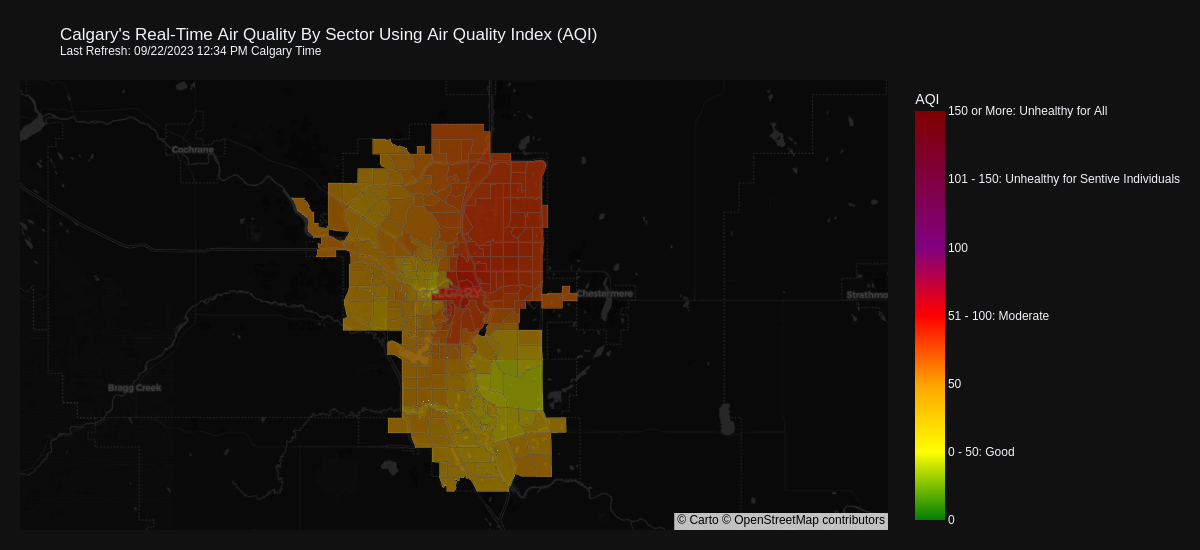 Calgary's Real-Time Air Quality By Sector Using Air Quality Index (AQI)
Last Refresh: 09/22/2023 12:34 PM Calgary Time
AQI
150 or More: Unhealthy for All
Cochrane
101 - 150: Unhealthy for Sentive Individuals
100
CALGARY
Chestermere
Strathmo
51 - 100: Moderate
50
Bragg Creek
0 - 50: Good
0
© Carto © OpenStreetMap contributors